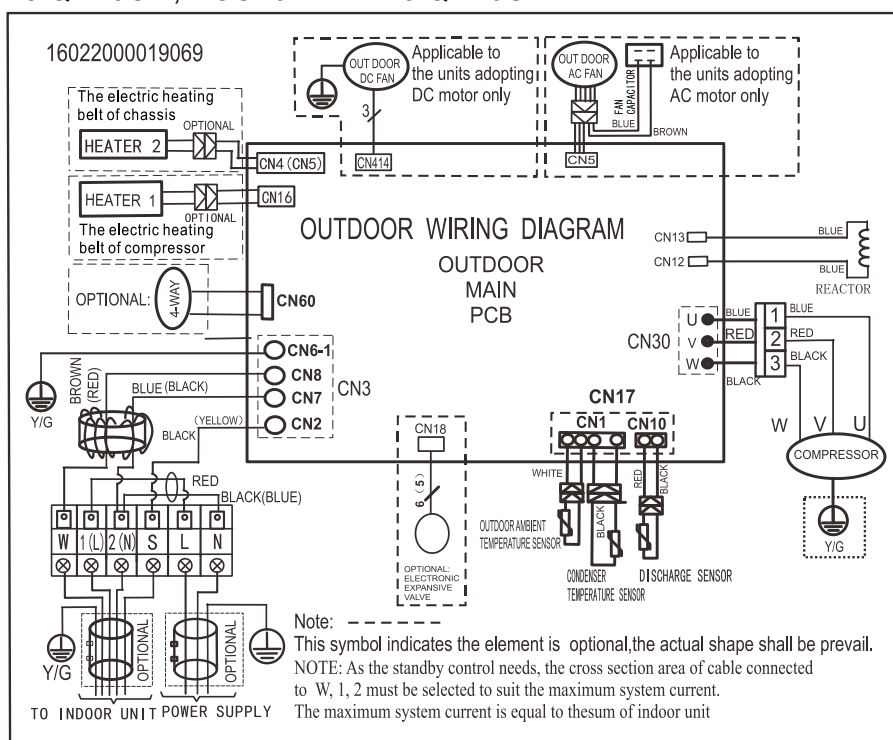 16022000019069
The electric heating
belt of chassis
OPTIONAL
HEATER 2
CN4 (CN5)
HEATER 1
CN16
OPTIONAL
The electric heating
belt of compressor
OPTIONAL:
4-WAY
CN60
OUT DOOR
DC FAN
Applicable to
the units adopting
DC motor only
3
CN414
OUT DOOR
AC FAN
FAN
CAPACITOR
Applicable to
the units adopting
AC motor only
BLUE
BROWN
CN5
OUTDOOR WIRING DIAGRAM
OUTDOOR
MAIN
PCB
CN13
BLUE
CN12
BLUE
REACTOR
CN30
U
V
W
BLUE
RED
BLACK
1
2
3
BLUE
RED
BLACK
W V U
COMPRESSOR
Y/G
CN6-1
CN8
CN7
CN2
CN3
Y/G
BROWN
(RED)
BLUE (BLACK)
(YELLOW)
BLACK
RED
BLACK(BLUE)
W 1(L) 2(N) S L N
Y/G
OPTIONAL
OPTIONAL
TO INDOOR UNIT
POWER SUPPLY
CN18
6 (5)
OPTIONAL:
ELECTRONIC
EXPANSIVE
VALVE
CN17
CN1
CN10
WHITE
BLACK
RED
BLACK
OUTDOOR AMBIENT
TEMPERATURE SENSOR
CONDENSER
TEMPERATURE SENSOR
DISCHARGE SENSOR
Note:
This symbol indicates the element is optional,the actual shape shall be prevail.
NOTE: As the standby control needs, the cross section area of cable connected
to W, 1, 2 must be selected to suit the maximum system current.
The maximum system current is equal to thesum of indoor unit